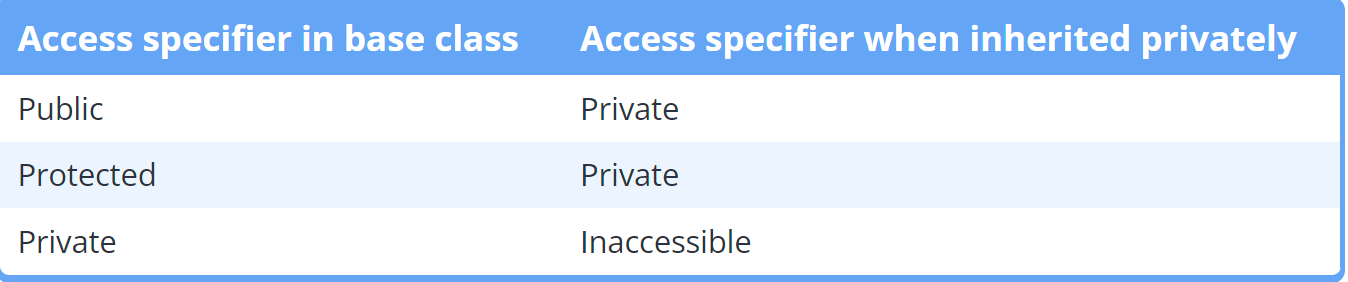 Access specifier in base class Access specifier when inherited privately
Public Private
Protected Private
Private Inaccessible